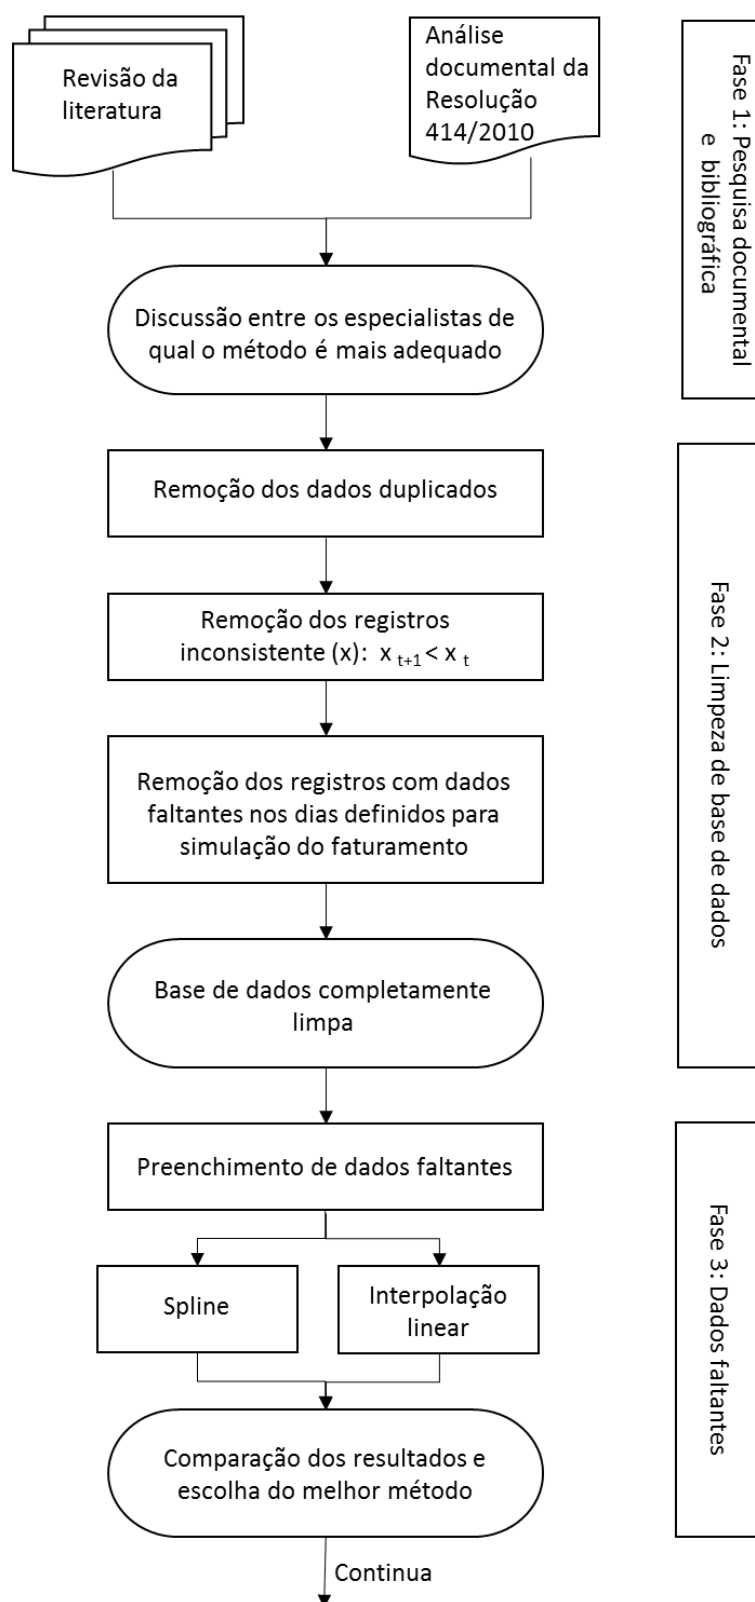 Revisão da
literatura
Análise
documental da
Resolução
414/2010
Fase 1: Pesquisa documental
e bibliográfica
Discussão entre os especialistas de
qual o método é mais adequado
Remoção dos dados duplicados
Remoção dos registros
inconsistente (x): x t+1 < x t
Remoção dos registros com dados
faltantes nos dias definidos para
simulação do faturamento
Base de dados completamente
limpa
Fase 2: Limpeza de base de dados
Preenchimento de dados faltantes
Spline
Interpolação
linear
Comparação dos resultados e
escolha do melhor método
Fase 3: Dados faltantes
Continua